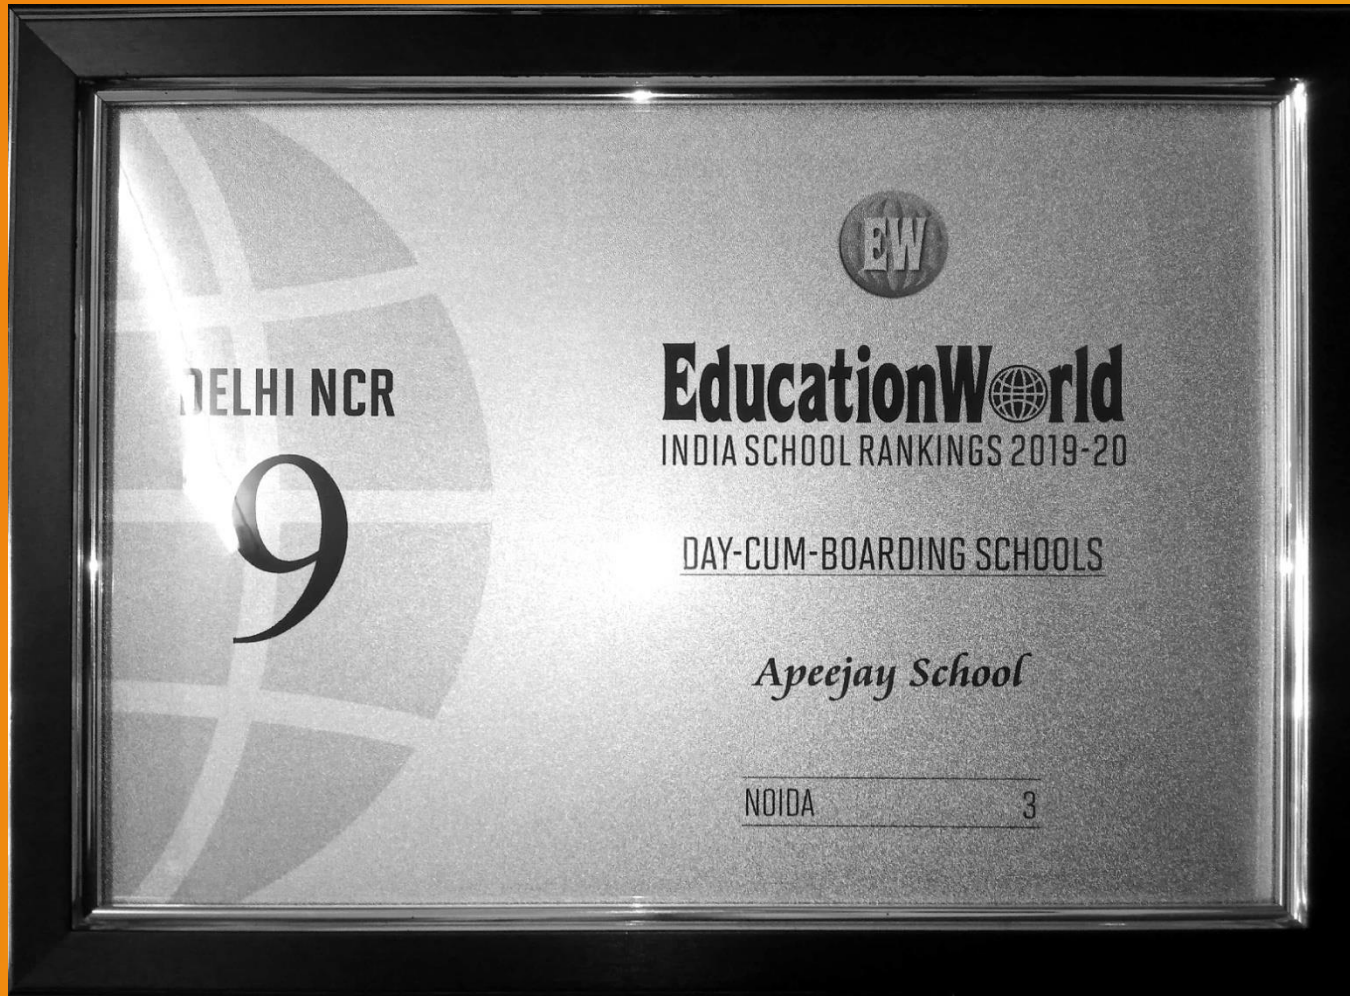 DELHI NCR
9
EW
EducationWorld
INDIA SCHOOL RANKINGS 2019-20
DAY-CUM-BOARDING SCHOOLS
Apeejay School
NOIDA 3